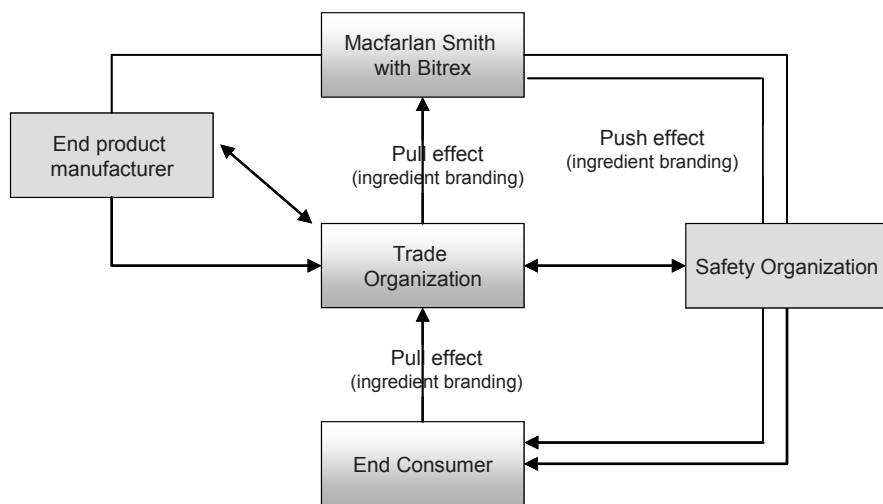 Macfarlan Smith
with Bitrex
End product
manufacturer
Pull effect
(ingredient branding)
Push effect
(ingredient branding)
Trade
Organization
Safety Organization
Pull effect
(ingredient branding)
End Consumer